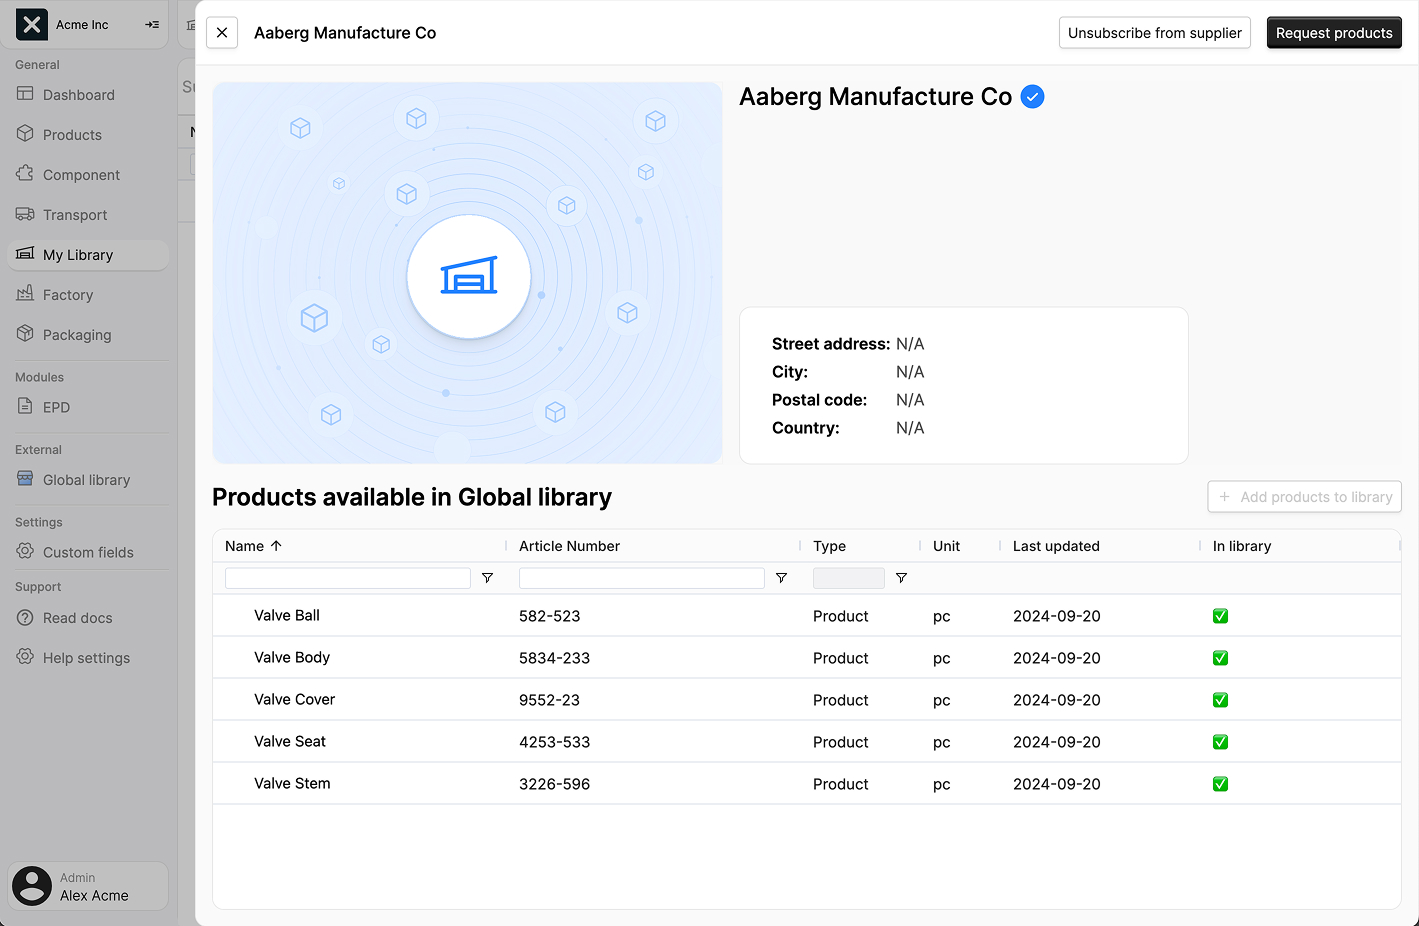 Acme Inc
General
Dashboard
Products
Component
Transport
My Library
Factory
Packaging
Modules
EPD
External
Global library
Settings
Custom fields
Support
Read docs
Help settings
Admin
Alex Acme
Aaberg Manufacture Co
Unsubscribe from supplier
Request products
Aaberg Manufacture Co
Street address: N/A
City: N/A
Postal code: N/A
Country: N/A
Products available in Global library
+ Add products to library
Name ↑ Article Number Type Unit Last updated In library
Valve Ball 582-523 Product pc 2024-09-20 ✅
Valve Body 5834-233 Product pc 2024-09-20 ✅
Valve Cover 9552-23 Product pc 2024-09-20 ✅
Valve Seat 4253-533 Product pc 2024-09-20 ✅
Valve Stem 3226-596 Product pc 2024-09-20 ✅